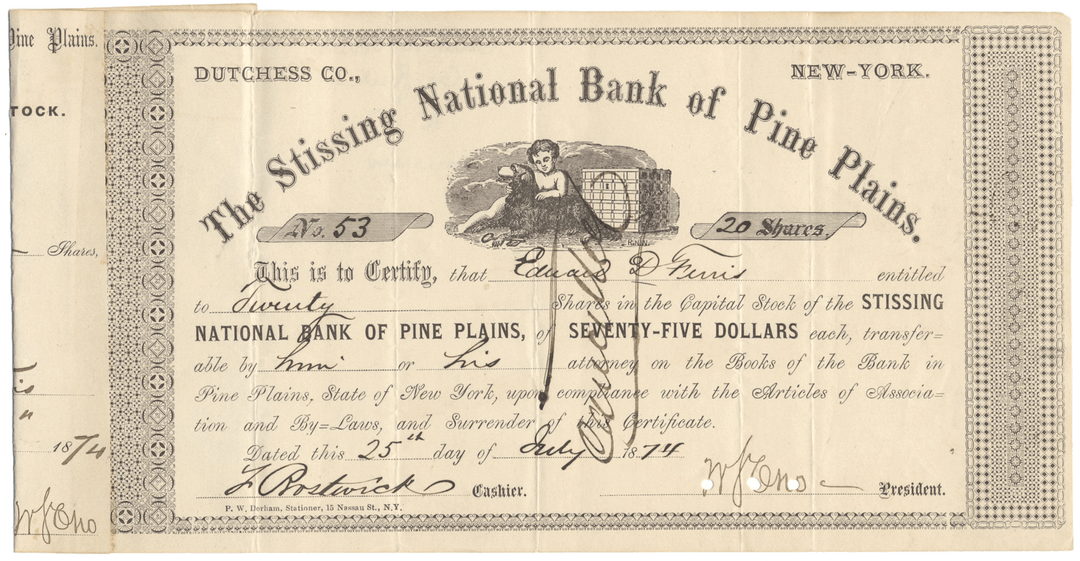 Pine Plains.
TOCK.
Shares,
1874
W S Eno
DUTCHESS CO., NEW-YORK.
The Stissing National Bank of Pine Plains.
No. 53
20 Shares.
This is to Certify, that Edward D Ferris entitled
to Twenty Shares in the Capital Stock of the STISSING
NATIONAL BANK OF PINE PLAINS, of SEVENTY-FIVE DOLLARS each, transfer=
able by him or his attorney on the Books of the Bank in
Pine Plains, State of New York, upon compliance with the Articles of Associa=
tion and By=Laws, and Surrender of this Certificate.
Dated this 25th day of July 1874
F Bostwick Cashier. W S Eno President.
P. W. Derham, Stationer, 15 Nassau St., N.Y.
Cancelled